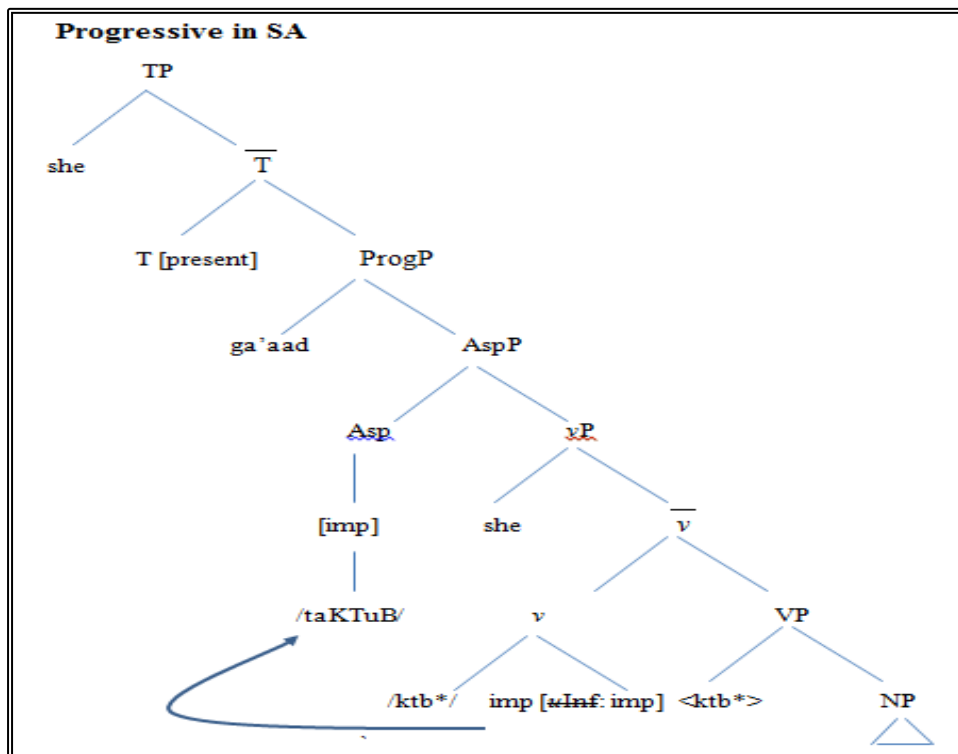 Progressive in SA
TP
she T
T [present] ProgP
ga'aad AspP
Asp vP
[imp] she v
/taKTuB/ v VP
/ktb*/ imp [uInf: imp] <ktb*> NP